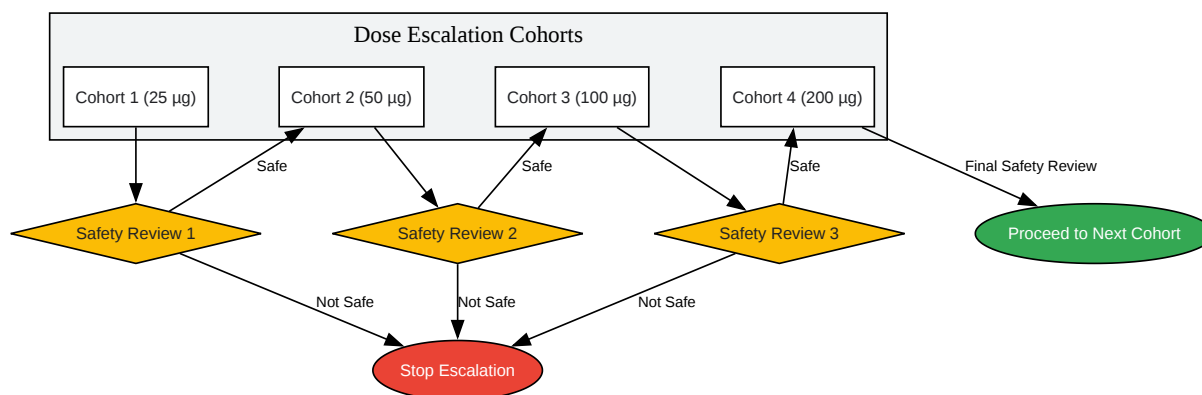 Dose Escalation Cohorts
Cohort 1 (25 µg)
Cohort 2 (50 µg)
Cohort 3 (100 µg)
Cohort 4 (200 µg)
Safe
Safe
Safe
Final Safety Review
Safety Review 1
Safety Review 2
Safety Review 3
Proceed to Next Cohort
Not Safe
Not Safe
Not Safe
Stop Escalation